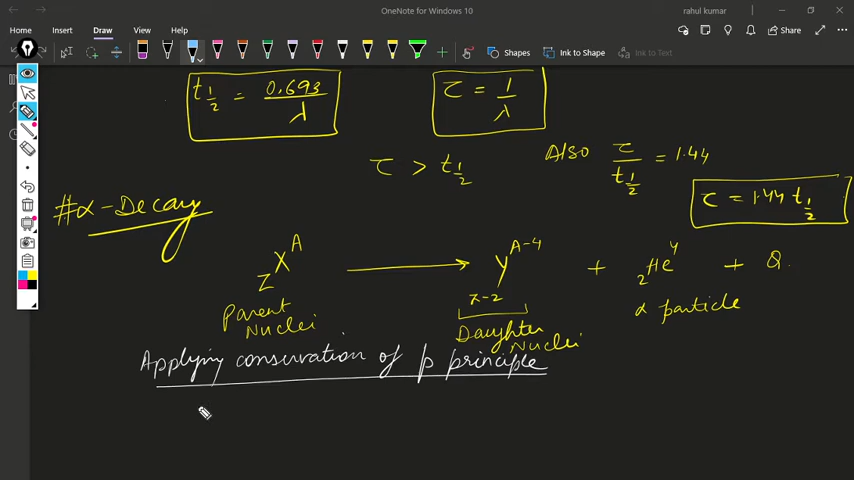 OneNote for Windows 10
rahul kumar
Home Insert Draw View Help
Share
Shapes Ink to Shape Ink to Text
t1/2 = 0.693/λ
τ = 1/λ
τ > t1/2
Also τ/t1/2 = 1.44
τ = 1.44 t1/2
#α-Decay
zX^A → z-2Y^A-4 + 2He^4 + Q
Parent Nuclei
Daughter Nuclei
α particle
Applying conservation of p principle